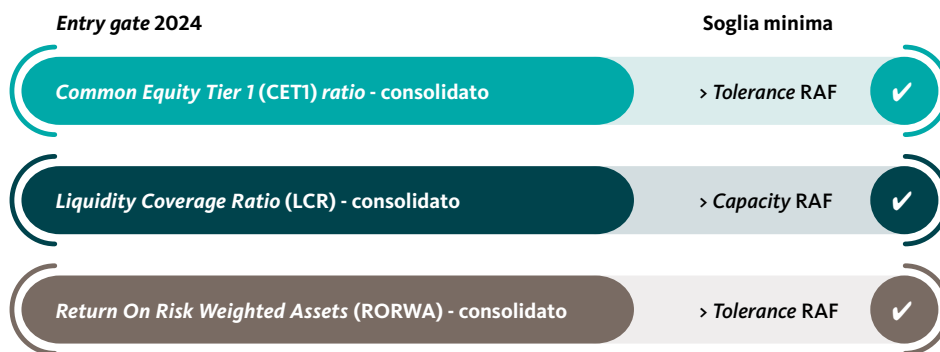 Entry gate 2024 Soglia minima
Common Equity Tier 1 (CET1) ratio - consolidato > Tolerance RAF ✔
Liquidity Coverage Ratio (LCR) - consolidato > Capacity RAF ✔
Return On Risk Weighted Assets (RORWA) - consolidato > Tolerance RAF ✔